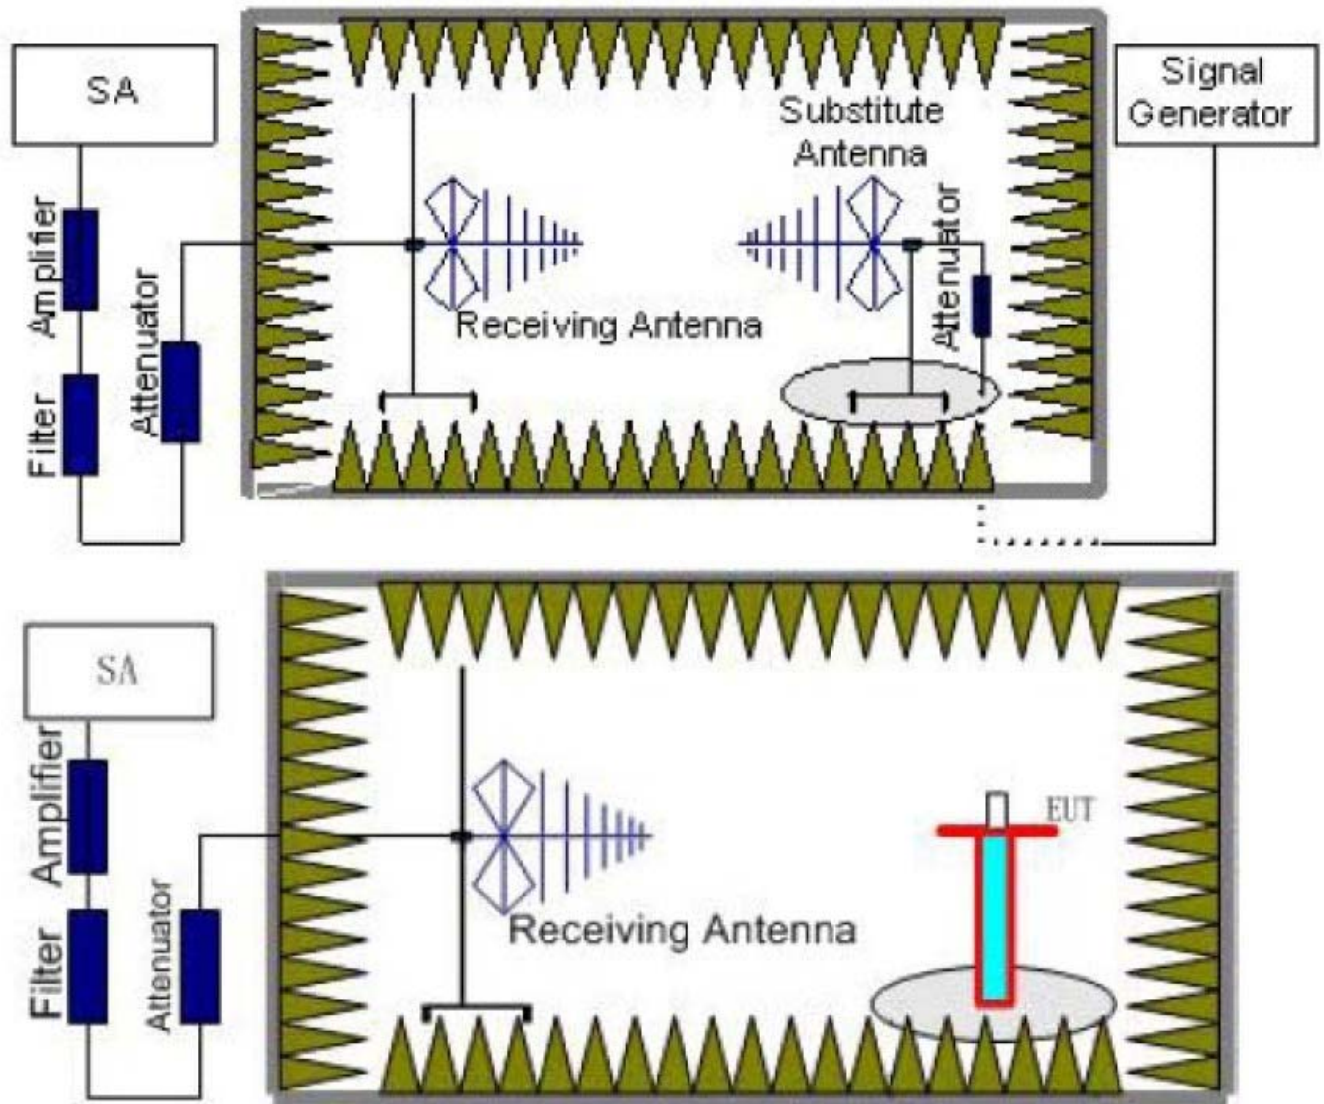 SA
Signal
Generator
Substitute
Antenna
Amplifier
Attenuator
Attenuator
Receiving Antenna
Filter
SA
Amplifier
EUT
Receiving Antenna
Attenuator
Filter